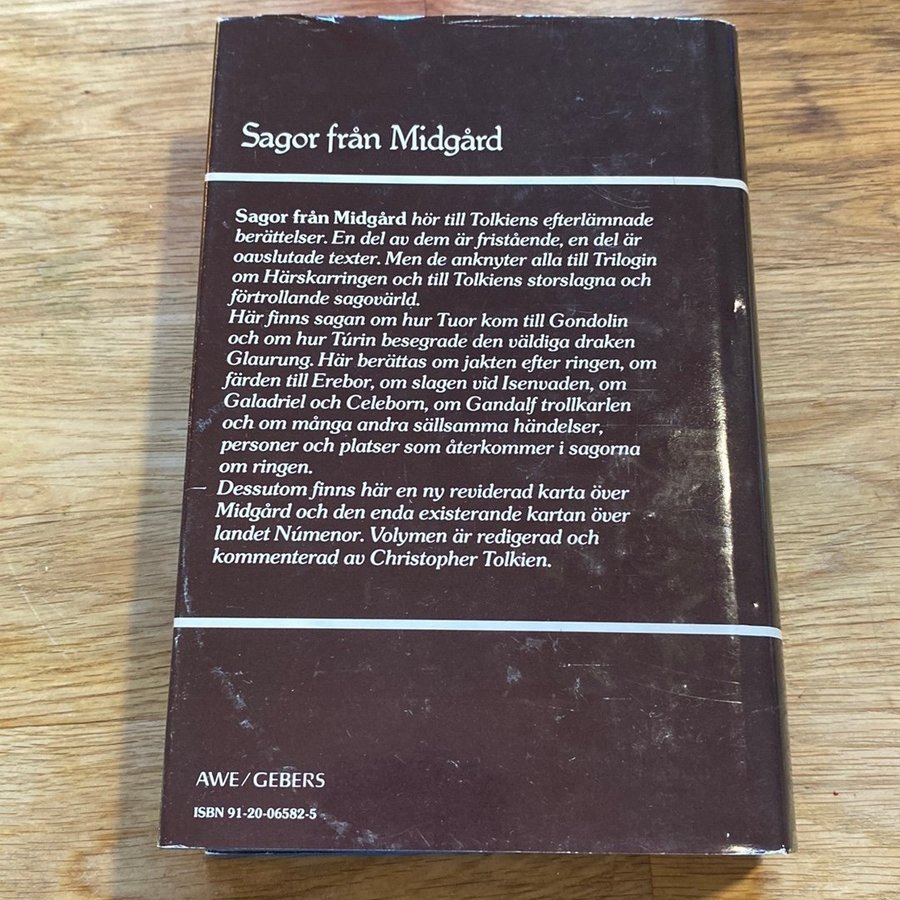 Sagor från Midgård
Sagor från Midgård hör till Tolkiens efterlämnade
berättelser. En del av dem är fristående, en del är
oavslutade texter. Men de anknyter alla till Trilogin
om Härskarringen och till Tolkiens storslagna och
förtrollande sagovärld.
Här finns sagan om hur Tuor kom till Gondolin
och om hur Túrin besegrade den väldiga draken
Glaurung. Här berättas om jakten efter ringen, om
färden till Erebor, om slagen vid Isenvaden, om
Galadriel och Celeborn, om Gandalf trollkarlen
och om många andra sällsamma händelser,
personer och platser som återkommer i sagorna
om ringen.
Dessutom finns här en ny reviderad karta över
Midgård och den enda existerande kartan över
landet Númenor. Volymen är redigerad och
kommenterad av Christopher Tolkien.
AWE/GEBERS
ISBN 91-20-06582-5